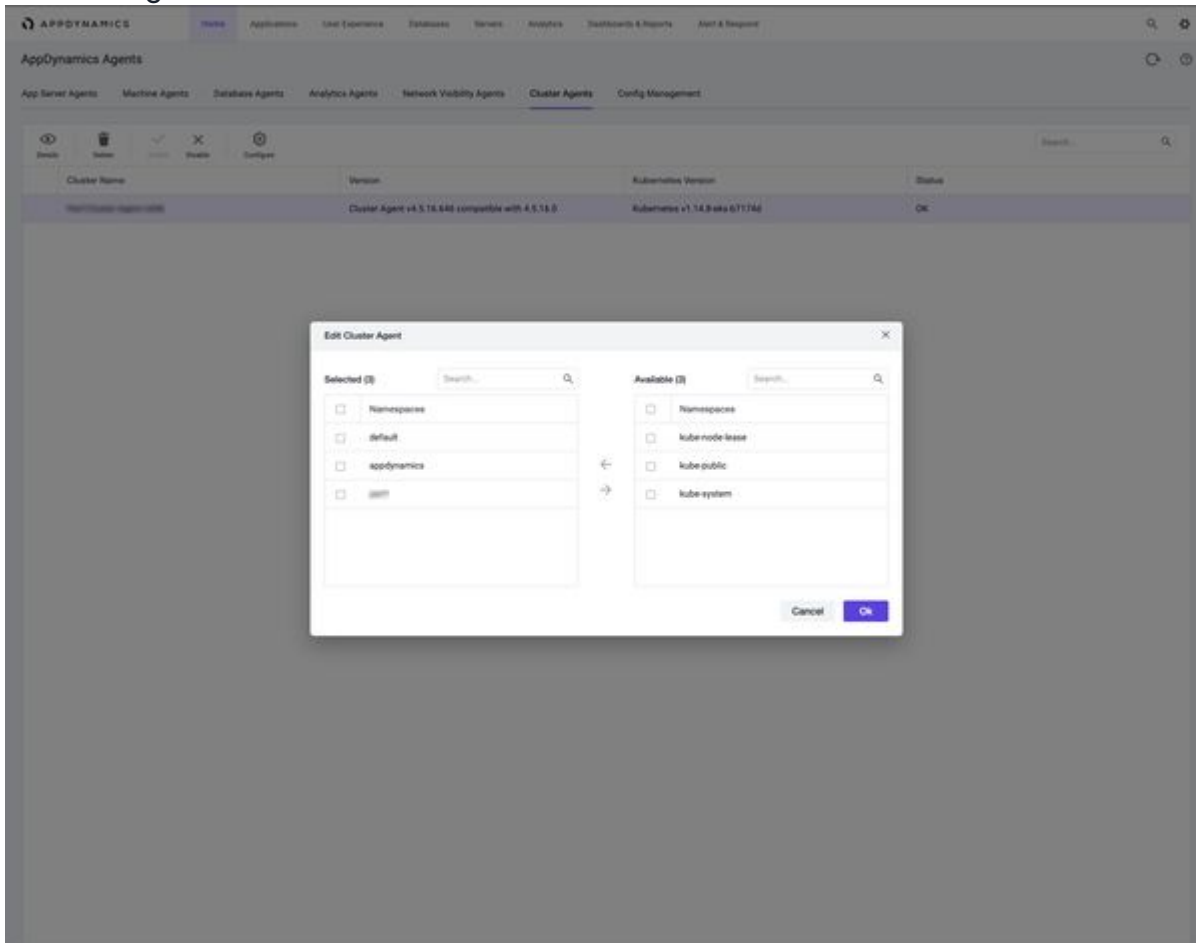 APPDYNAMICS Home Applications User Experience Databases Servers Analytics Dashboards & Reports Alert & Respond
AppDynamics Agents
App Server Agents Machine Agents Database Agents Analytics Agents Network Visibility Agents Cluster Agents Config Management
Details Delete Disable Configure Search...
Cluster Name Version Kubernetes Version Status
Cluster Agent v4.5.16.646 compatible with 4.5.16.0 OK
Edit Cluster Agent
Selected (3) Search... Available (3) Search...
Namespaces Namespaces
default kube-node-lease
appdynamics kube-public
kube-system
Cancel Ok